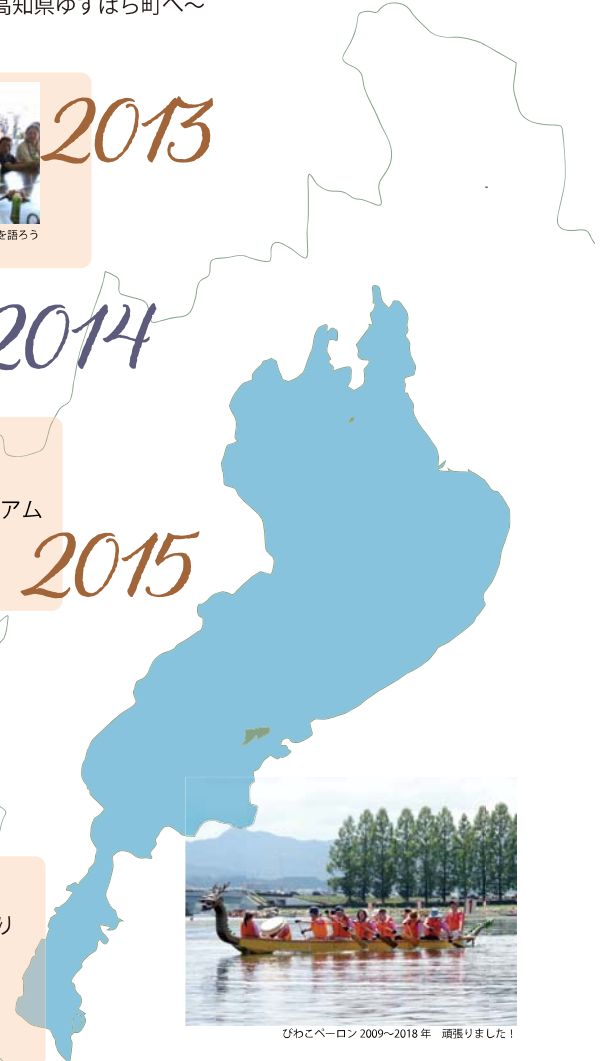 高知県ゆすはら町へ〜
2013
を語ろう
2014
アム
2015
り
びわこペーロン 2009〜2018 年　頑張りました！